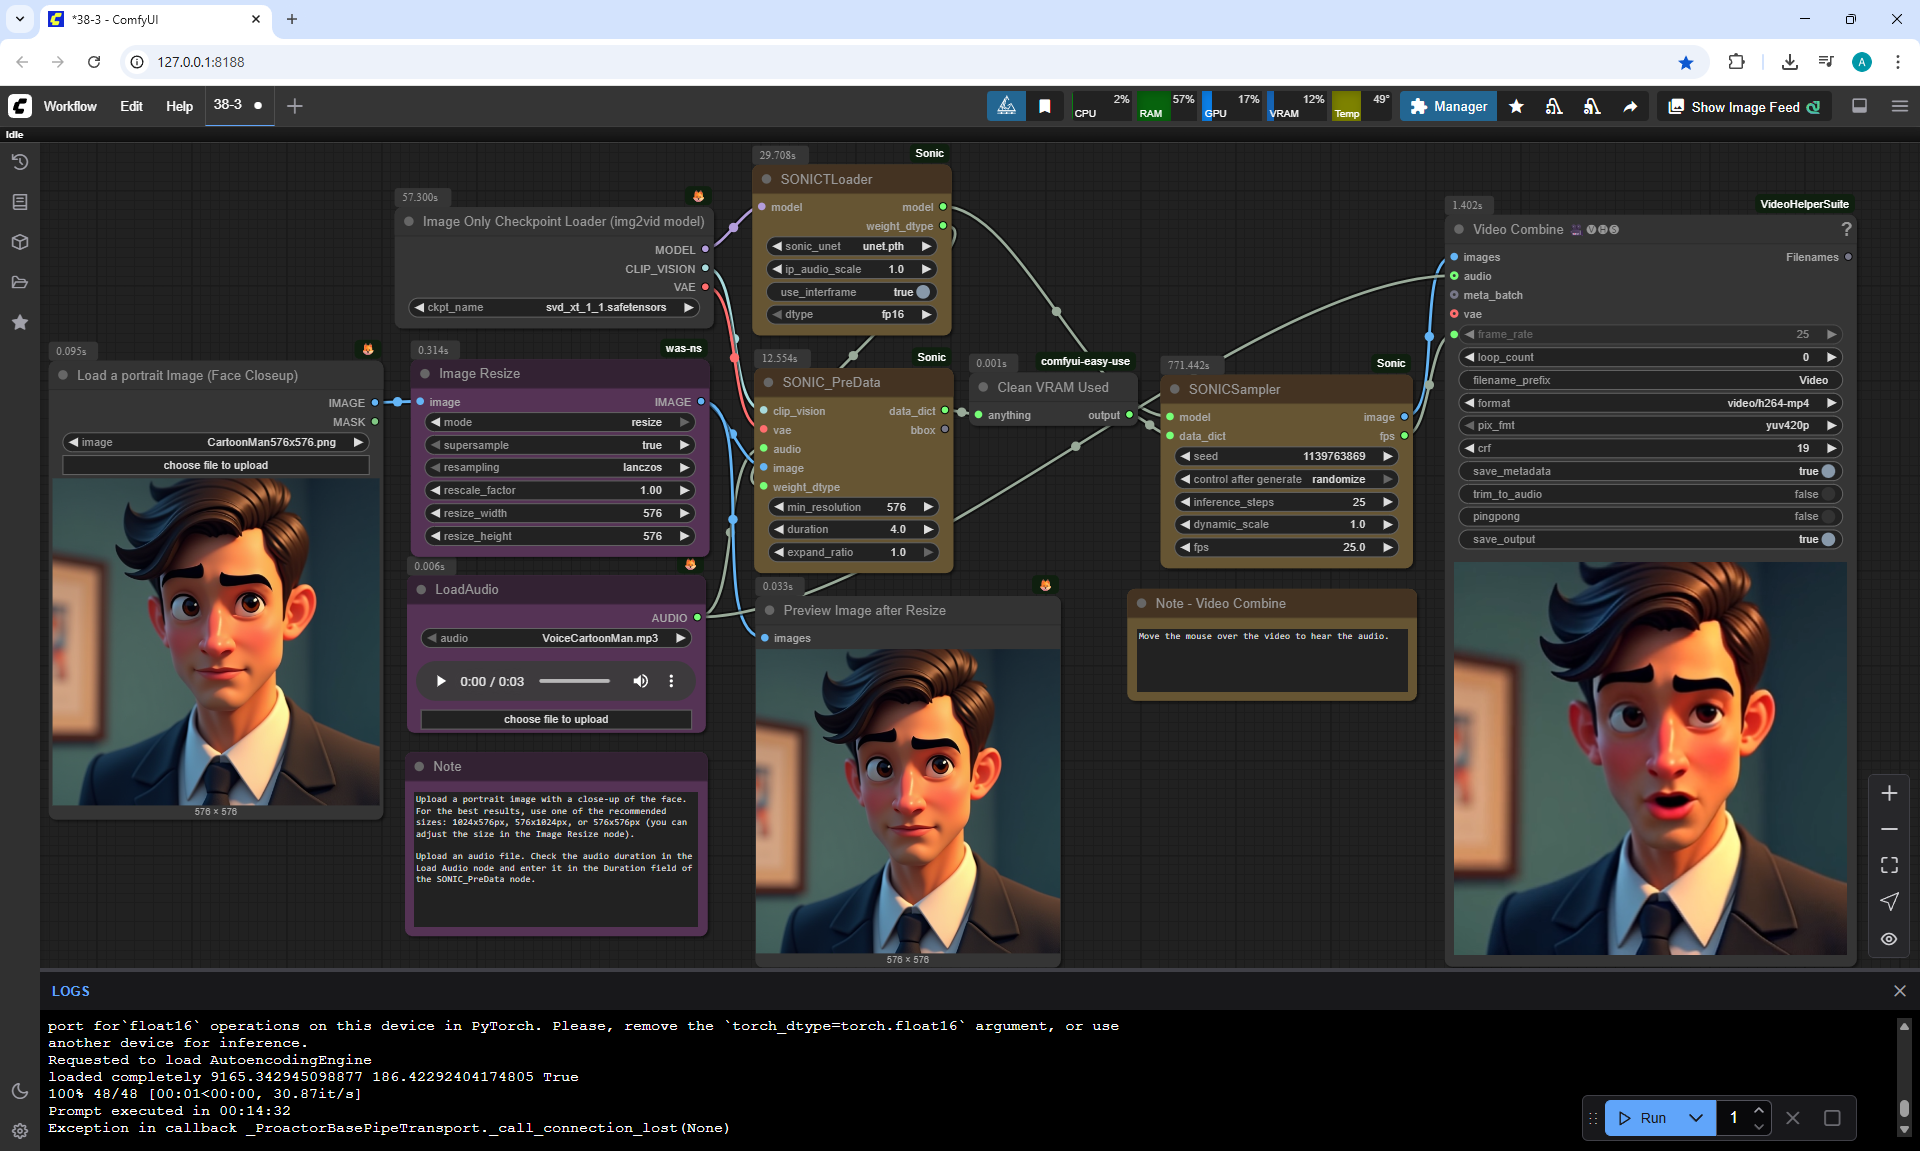 *38-3 - ComfyUI
127.0.0.1:8188
Workflow Edit Help 38-3
CPU 2% RAM 57% GPU 17% VRAM 12% Temp 49°
Manager
Show Image Feed
Idle
0.095s
Load a portrait Image (Face Closeup)
IMAGE
MASK
image CartoonMan576x576.png
choose file to upload
576 × 576
57.300s
Image Only Checkpoint Loader (img2vid model)
MODEL
CLIP_VISION
VAE
ckpt_name svd_xt_1_1.safetensors
0.314s was-ns
Image Resize
image IMAGE
mode resize
supersample true
resampling lanczos
rescale_factor 1.00
resize_width 576
resize_height 576
0.006s
LoadAudio
AUDIO
audio VoiceCartoonMan.mp3
0:00 / 0:03
choose file to upload
Note
Upload a portrait image with a close-up of the face.
For the best results, use one of the recommended
sizes: 1024x576px, 576x1024px, or 576x576px (you can
adjust the size in the Image Resize node).
Upload an audio file. Check the audio duration in the
Load Audio node and enter it in the Duration field of
the SONIC_PreData node.
29.708s Sonic
SONICTLoader
model model
weight_dtype
sonic_unet unet.pth
ip_audio_scale 1.0
use_interframe true
dtype fp16
12.554s Sonic
SONIC_PreData
clip_vision data_dict
vae bbox
audio
image
weight_dtype
min_resolution 576
duration 4.0
expand_ratio 1.0
0.033s
Preview Image after Resize
images
576 × 576
0.001s comfyui-easy-use
Clean VRAM Used
anything output
771.442s Sonic
SONICSampler
model image
data_dict fps
seed 1139763869
control after generate randomize
inference_steps 25
dynamic_scale 1.0
fps 25.0
Note - Video Combine
Move the mouse over the video to hear the audio.
1.402s VideoHelperSuite
Video Combine VHS ?
images Filenames
audio
meta_batch
vae
frame_rate 25
loop_count 0
filename_prefix Video
format video/h264-mp4
pix_fmt yuv420p
crf 19
save_metadata true
trim_to_audio false
pingpong false
save_output true
LOGS
port for`float16` operations on this device in PyTorch. Please, remove the `torch_dtype=torch.float16` argument, or use
another device for inference.
Requested to load AutoencodingEngine
loaded completely 9165.342945098877 186.42292404174805 True
100% 48/48 [00:01<00:00, 30.87it/s]
Prompt executed in 00:14:32
Exception in callback _ProactorBasePipeTransport._call_connection_lost(None)
Run 1
A